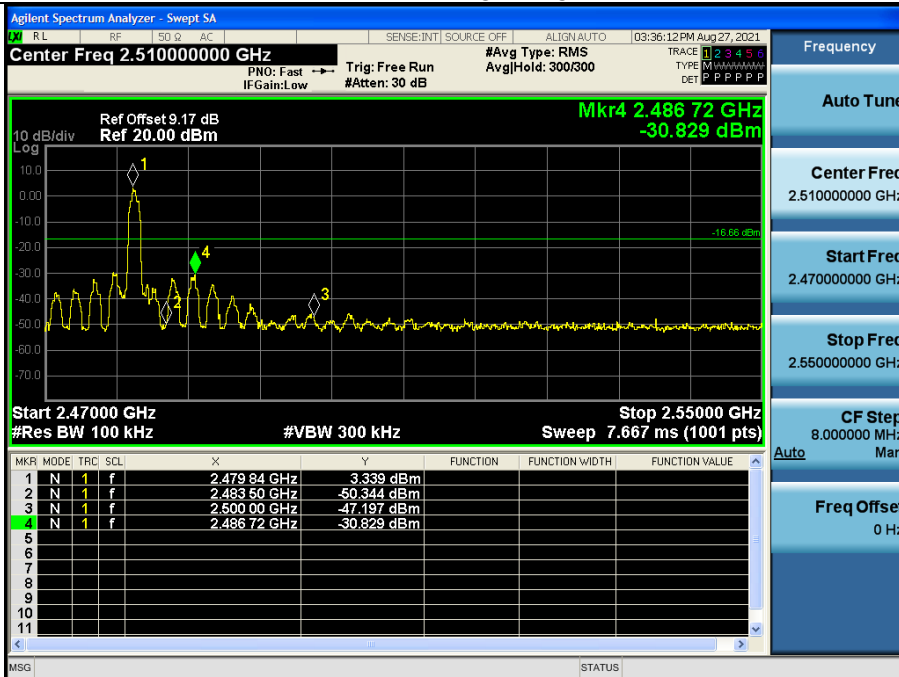 Agilent Spectrum Analyzer - Swept SA
LXI RL RF 50 Ω AC SENSE:INT SOURCE OFF ALIGN AUTO 03:36:12 PM Aug 27, 2021
Center Freq 2.510000000 GHz #Avg Type: RMS TRACE 1 2 3 4 5 6
PNO: Fast Trig: Free Run Avg|Hold: 300/300 TYPE M
IFGain:Low #Atten: 30 dB DET P P P P P P
Frequency
Ref Offset 9.17 dB Mkr4 2.486 72 GHz
10 dB/div Ref 20.00 dBm -30.829 dBm
Log
10.0
0.00
-10.0
-20.0
-30.0
-40.0
-50.0
-60.0
-70.0
1
2
3
4
-16.66 dBm
Start 2.47000 GHz Stop 2.55000 GHz
#Res BW 100 kHz #VBW 300 kHz Sweep 7.667 ms (1001 pts)
MKR MODE TRC SCL X Y FUNCTION FUNCTION WIDTH FUNCTION VALUE
1 N 1 f 2.479 84 GHz 3.339 dBm
2 N 1 f 2.483 50 GHz -50.344 dBm
3 N 1 f 2.500 00 GHz -47.197 dBm
4 N 1 f 2.486 72 GHz -30.829 dBm
5
6
7
8
9
10
11
MSG STATUS
Auto Tune
Center Freq
2.510000000 GHz
Start Freq
2.470000000 GHz
Stop Freq
2.550000000 GHz
CF Step
8.000000 MHz
Auto Man
Freq Offset
0 Hz